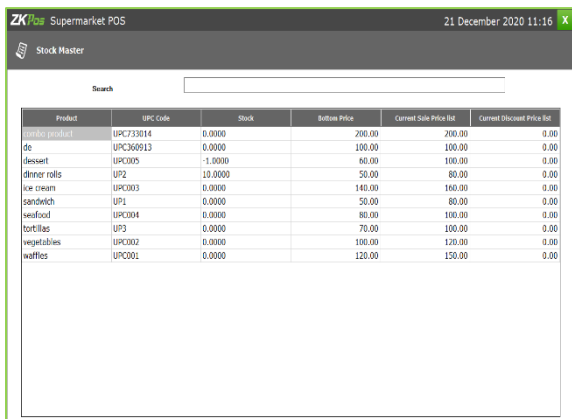 ZKPos Supermarket POS 21 December 2020 11:16 X
Stock Master
Search
Product UPC Code Stock Bottom Price Current Sale Price list Current Discount Price list
combo product UPC733014 0.0000 200.00 200.00 0.00
de UPC360913 0.0000 100.00 100.00 0.00
dessert UPC005 -1.0000 60.00 100.00 0.00
dinner rolls UP2 10.0000 50.00 80.00 0.00
ice cream UPC003 0.0000 140.00 160.00 0.00
sandwich UP1 0.0000 50.00 80.00 0.00
seafood UPC004 0.0000 80.00 100.00 0.00
tortillas UP3 0.0000 70.00 100.00 0.00
vegetables UPC002 0.0000 100.00 120.00 0.00
waffles UPC001 0.0000 120.00 150.00 0.00